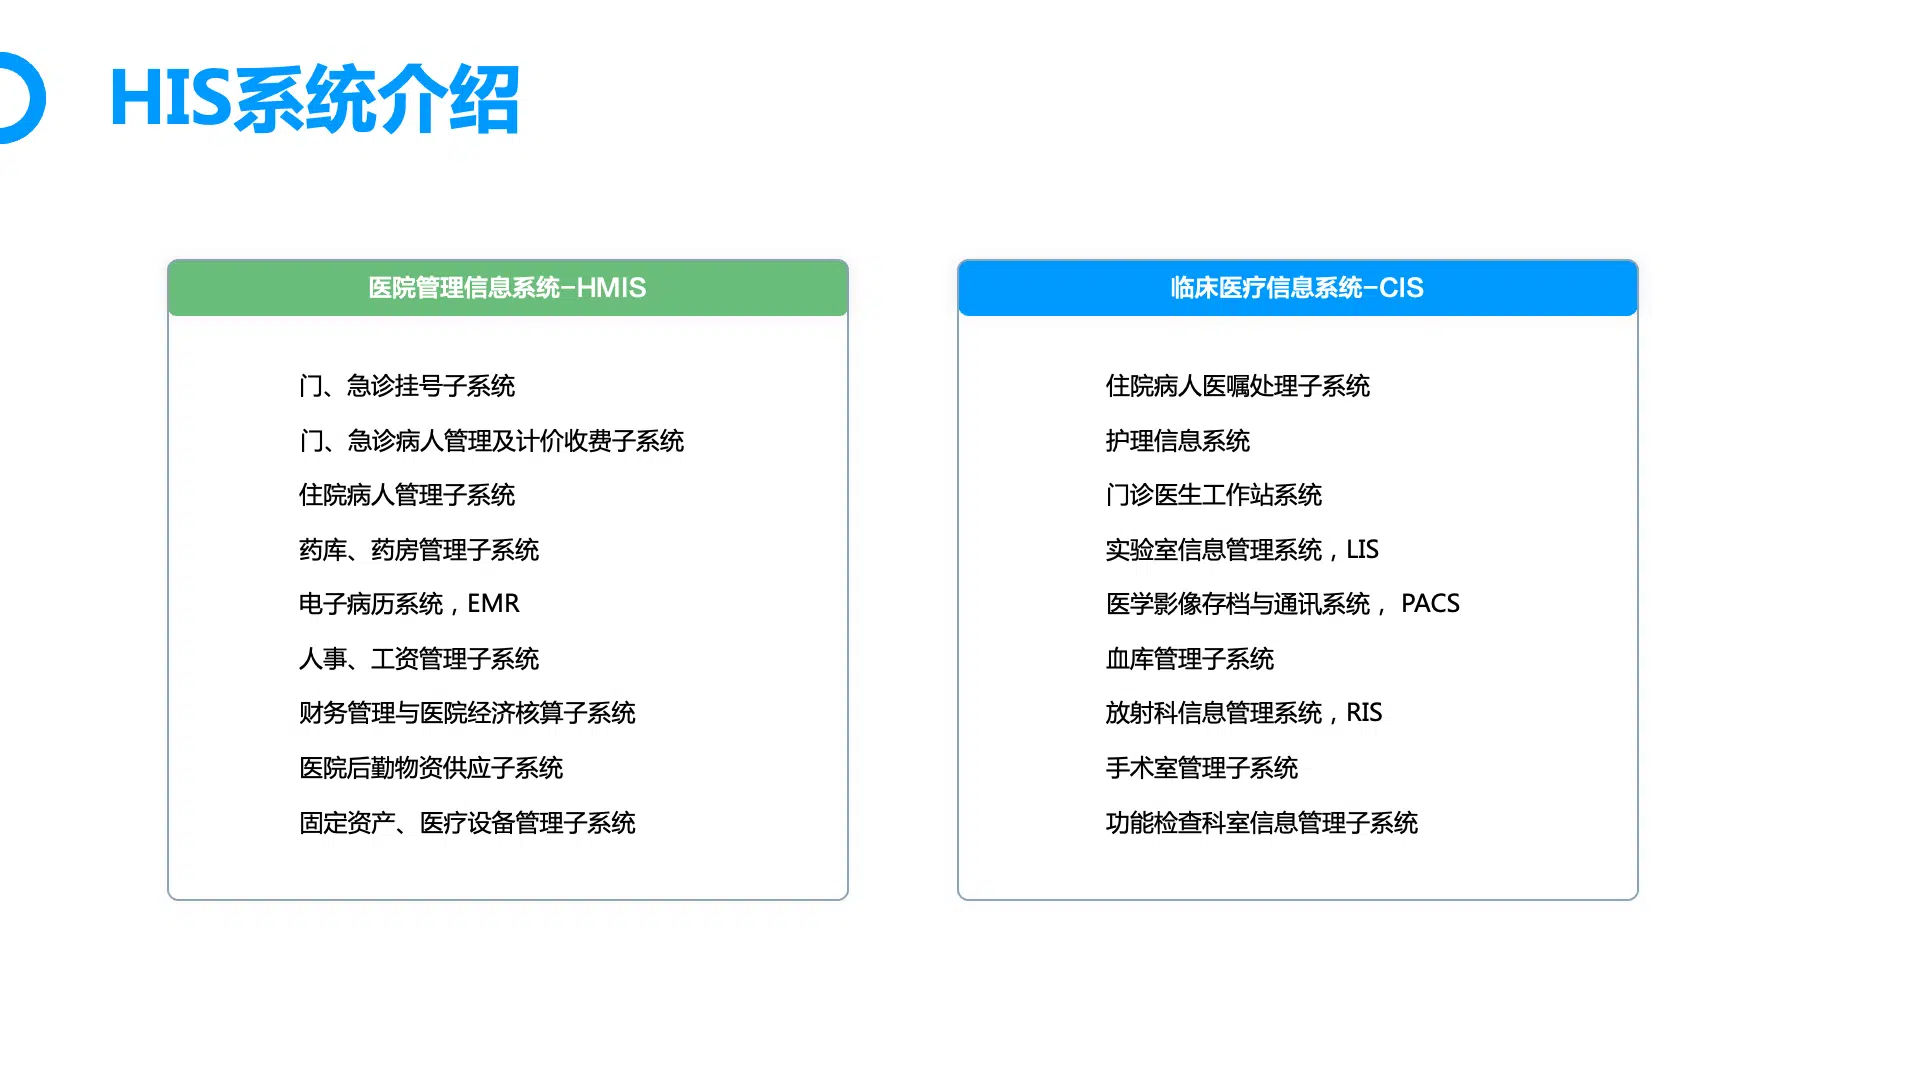 HIS系统介绍
医院管理信息系统-HMIS
门、急诊挂号子系统
门、急诊病人管理及计价收费子系统
住院病人管理子系统
药库、药房管理子系统
电子病历系统，EMR
人事、工资管理子系统
财务管理与医院经济核算子系统
医院后勤物资供应子系统
固定资产、医疗设备管理子系统
临床医疗信息系统-CIS
住院病人医嘱处理子系统
护理信息系统
门诊医生工作站系统
实验室信息管理系统，LIS
医学影像存档与通讯系统， PACS
血库管理子系统
放射科信息管理系统，RIS
手术室管理子系统
功能检查科室信息管理子系统